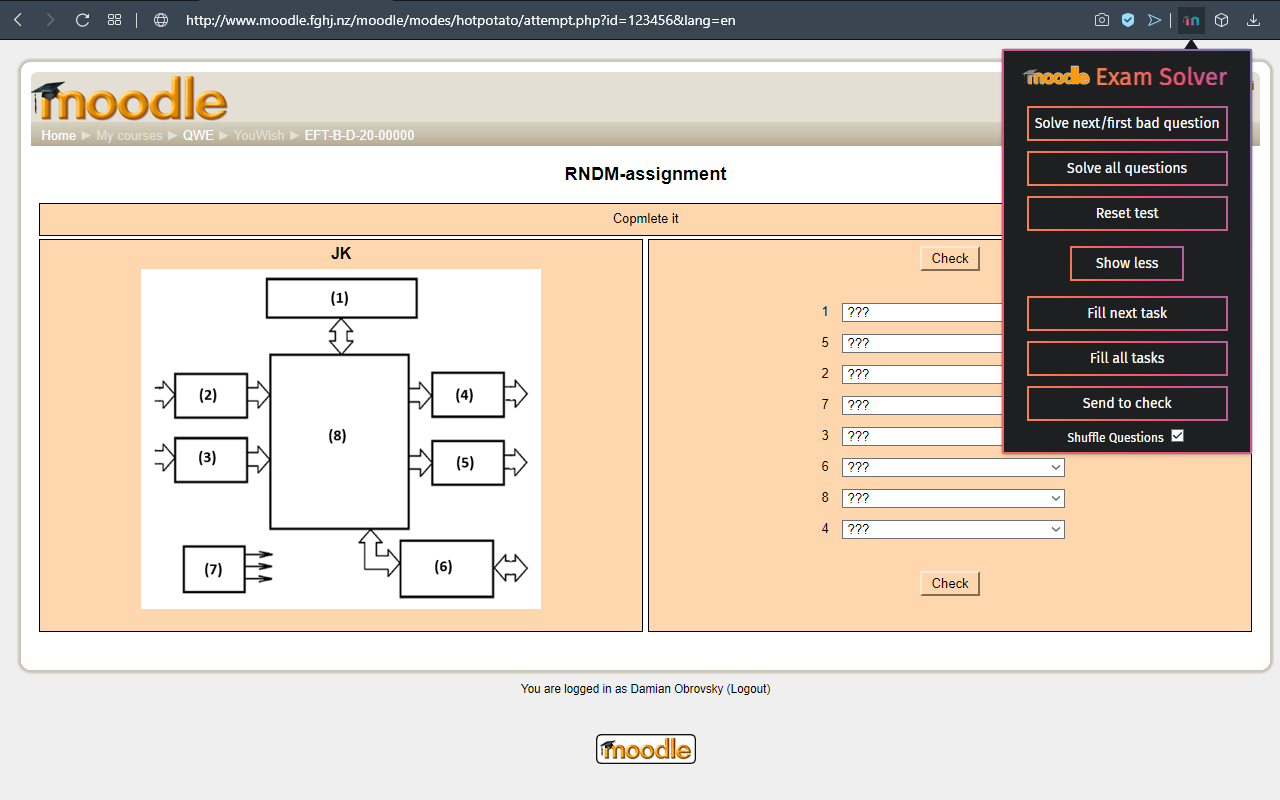 http://www.moodle.fghj.nz/moodle/modes/hotpotato/attempt.php?id=123456&lang=en
moodle
Home ► My courses ► QWE ► YouWish ► EFT-B-D-20-00000
RNDM-assignment
Copmlete it
JK
(1)
(2)
(4)
(8)
(3)
(5)
(7)
(6)
Check
1 ???
5 ???
2 ???
7 ???
3 ???
6 ???
8 ???
4 ???
Check
moodle Exam Solver
Solve next/first bad question
Solve all questions
Reset test
Show less
Fill next task
Fill all tasks
Send to check
Shuffle Questions
You are logged in as Damian Obrovsky (Logout)
moodle